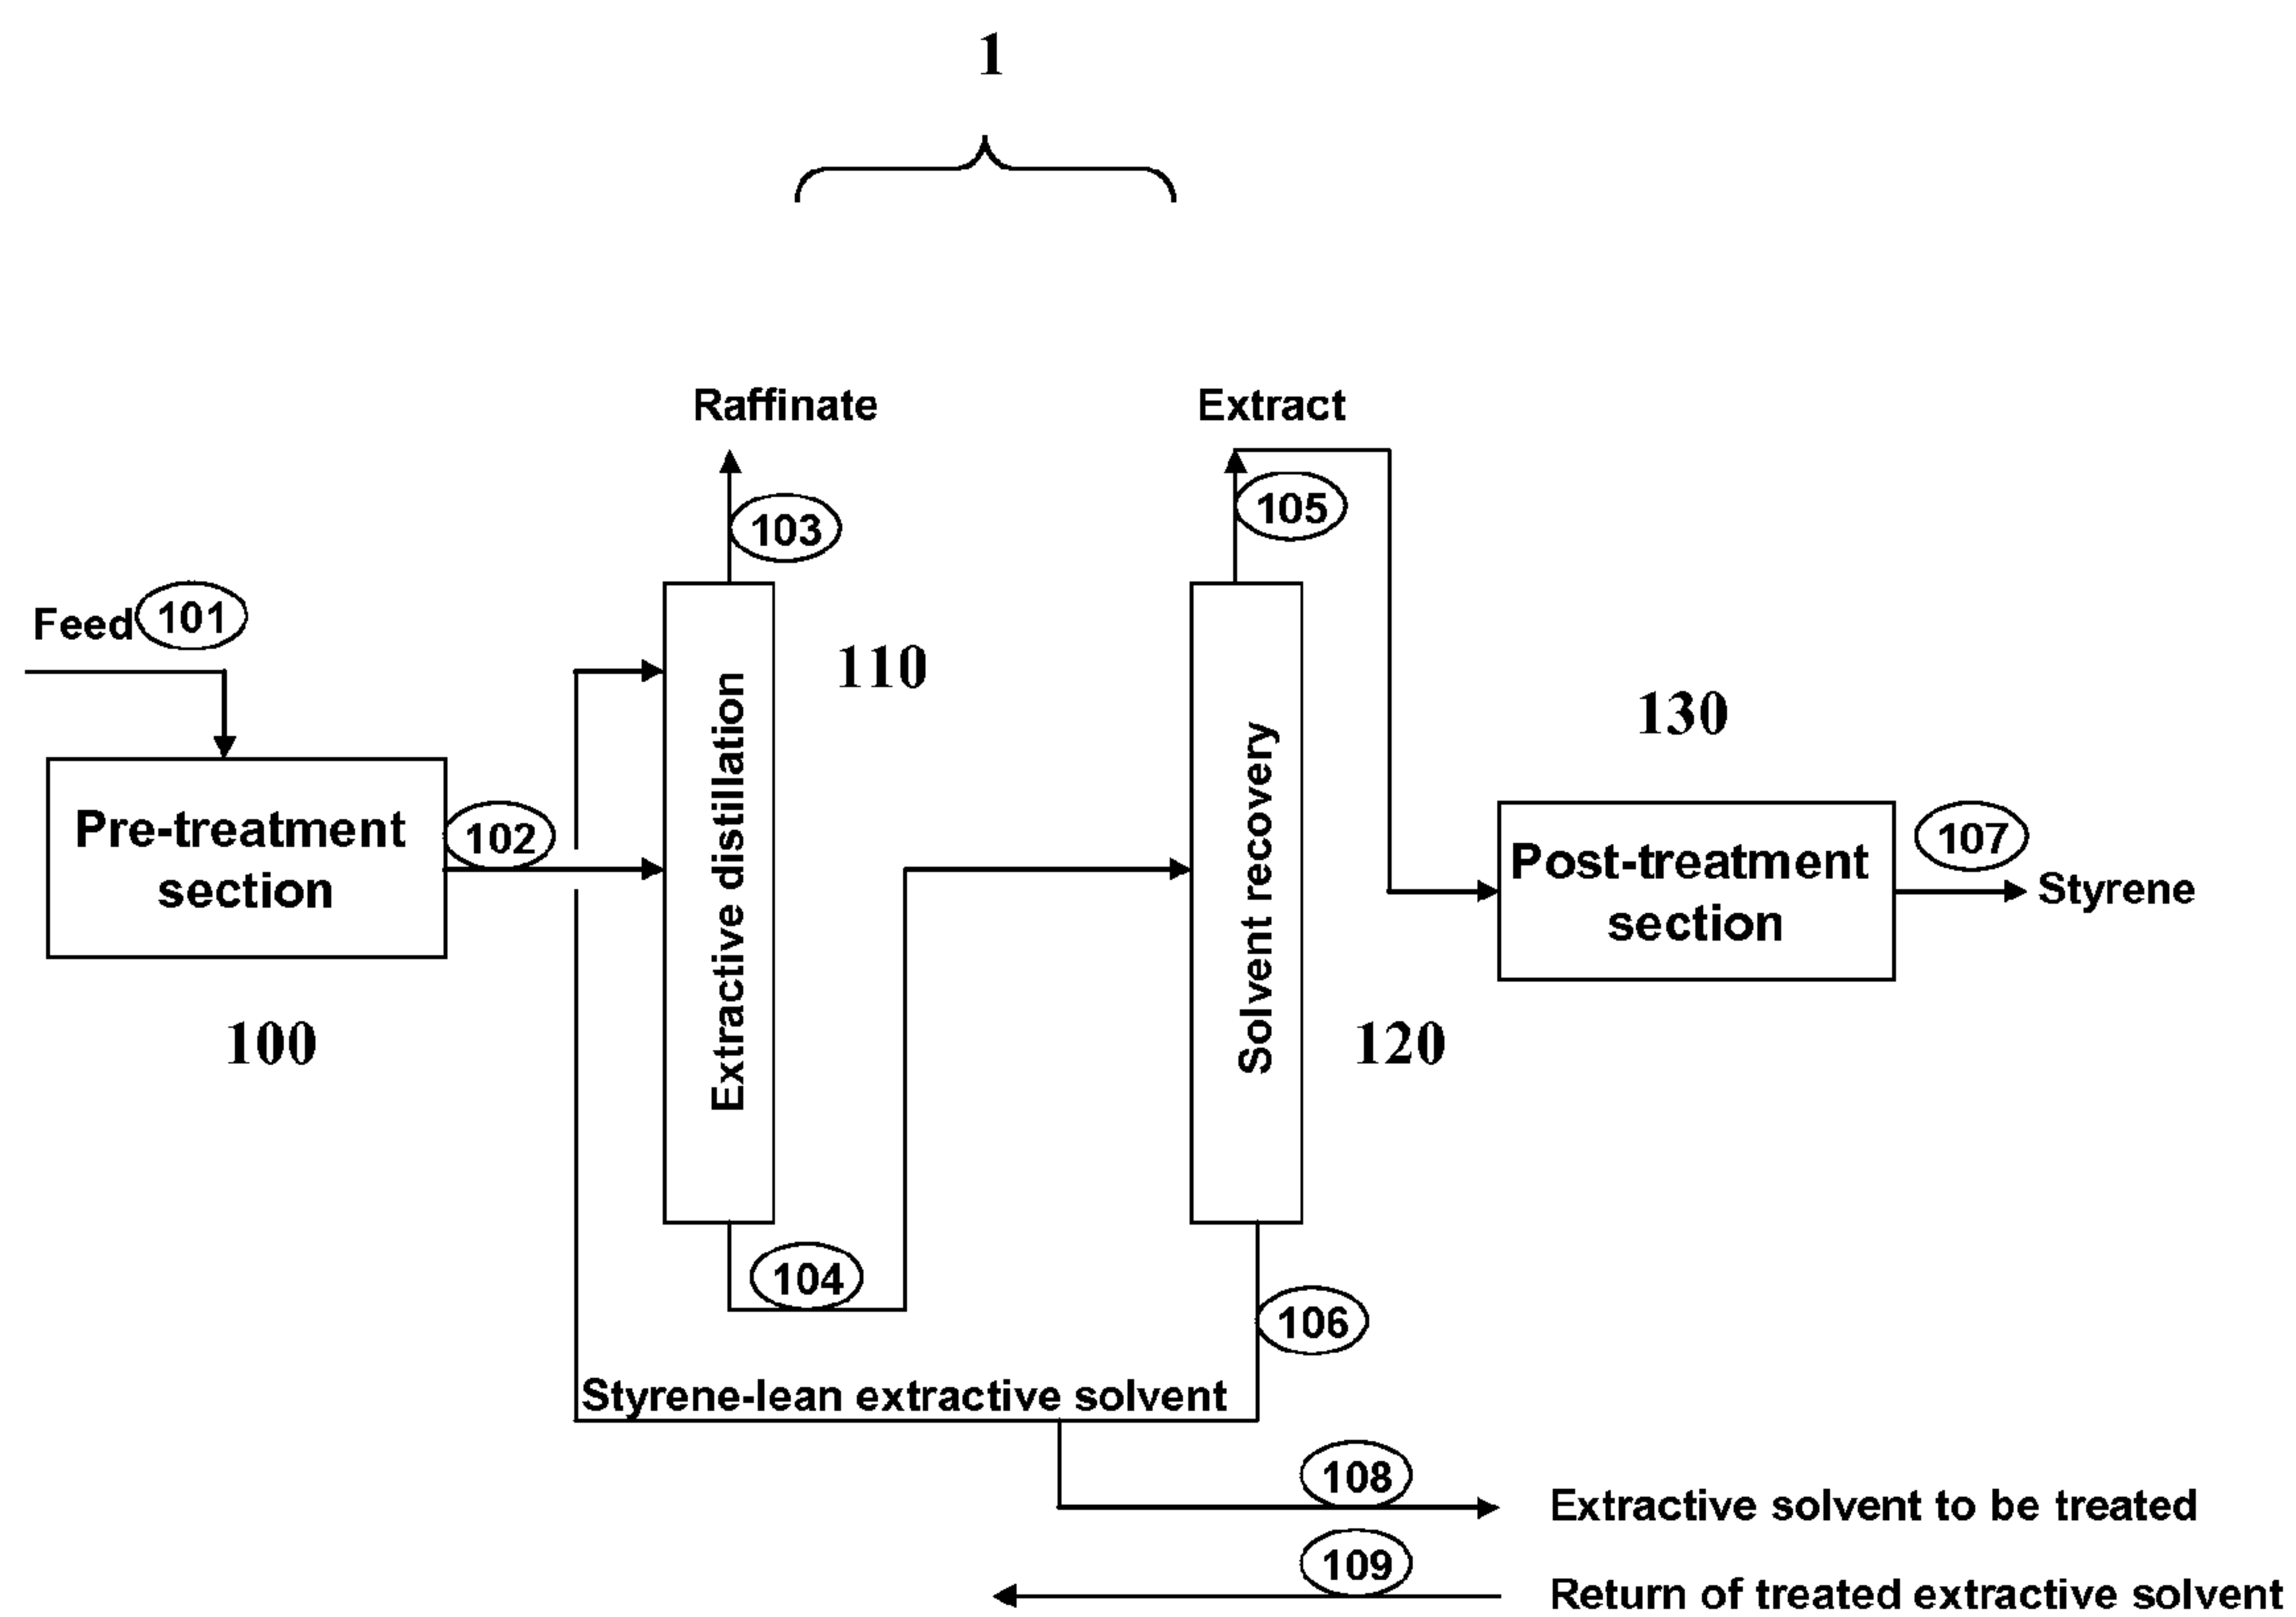 1
Raffinate
Extract
103
105
Feed
101
110
130
Extractive distillation
Solvent recovery
Pre-treatment
section
102
Post-treatment
section
107
Styrene
100
120
104
106
Styrene-lean extractive solvent
108
Extractive solvent to be treated
109
Return of treated extractive solvent